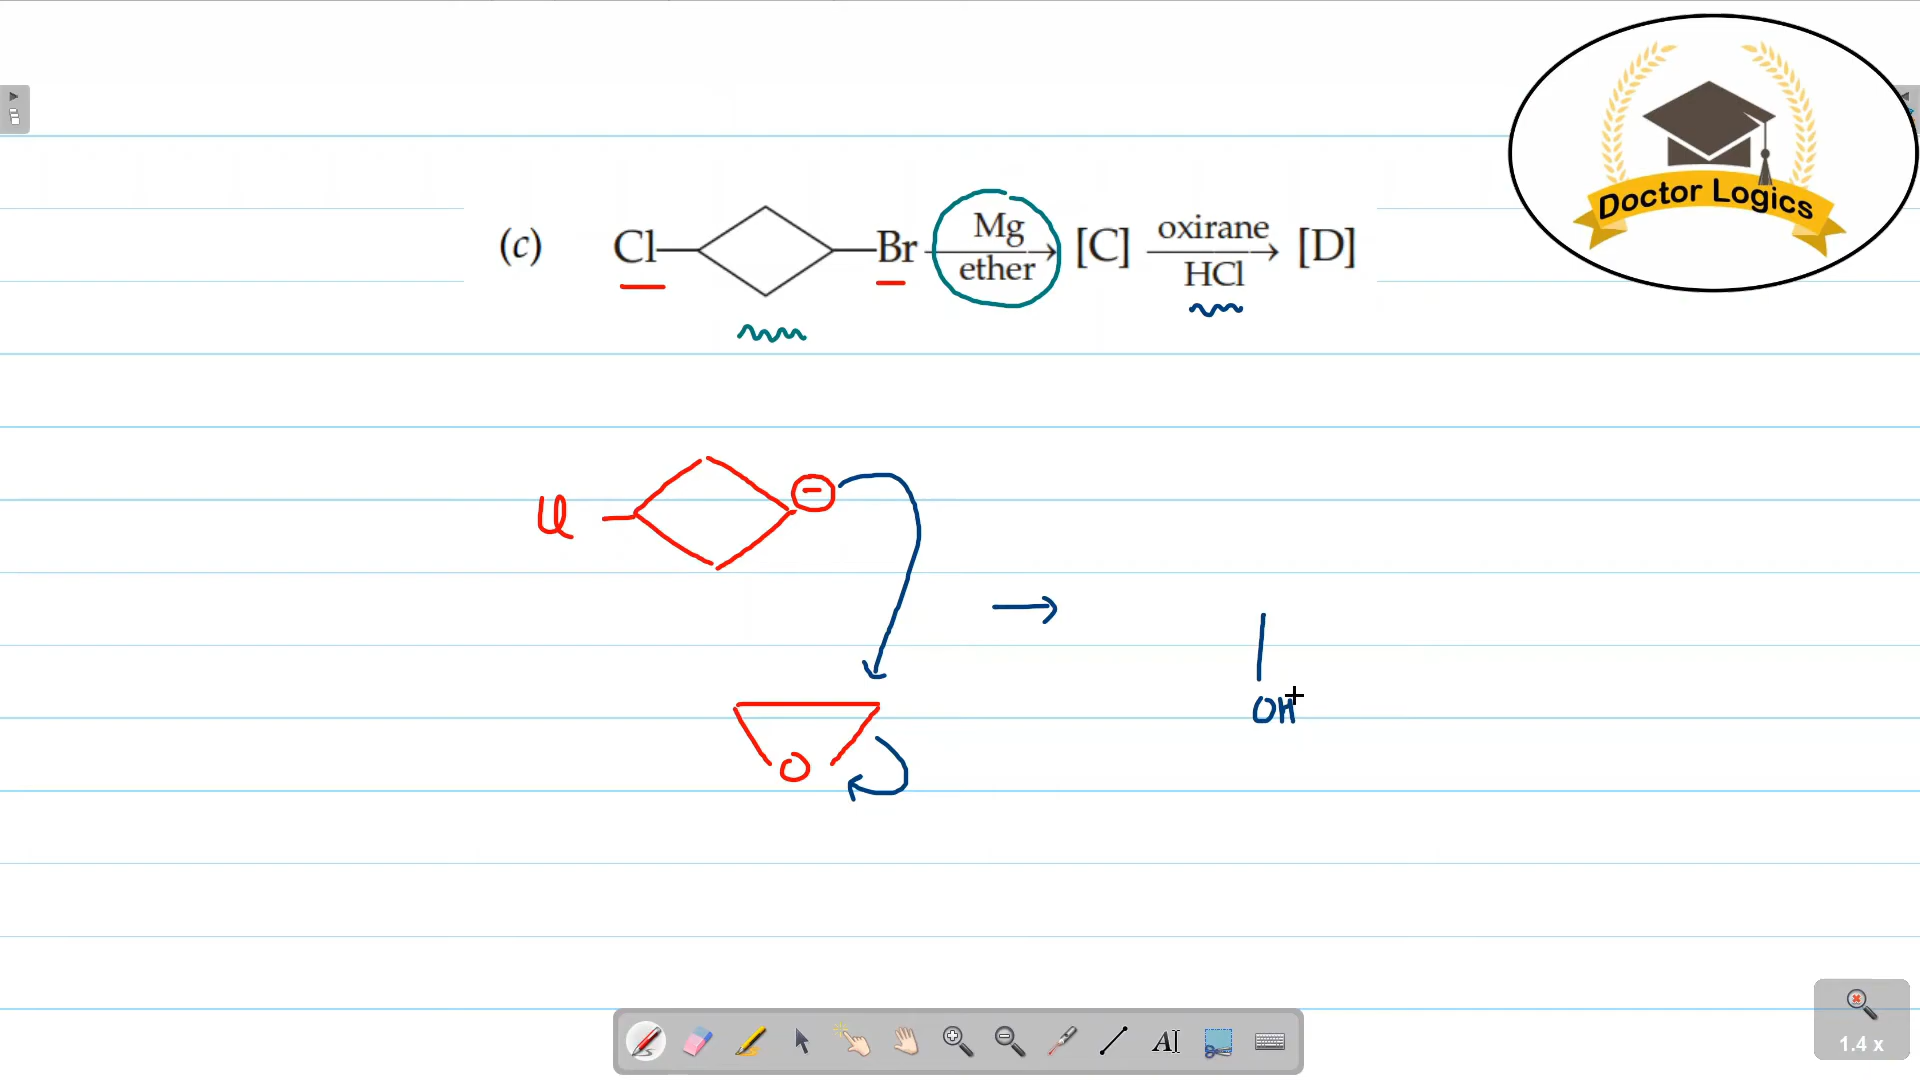 Doctor Logics
(c) Cl Br Mg ether [C] oxirane HCl [D]
Cl −
O
OH
A
1.4 x